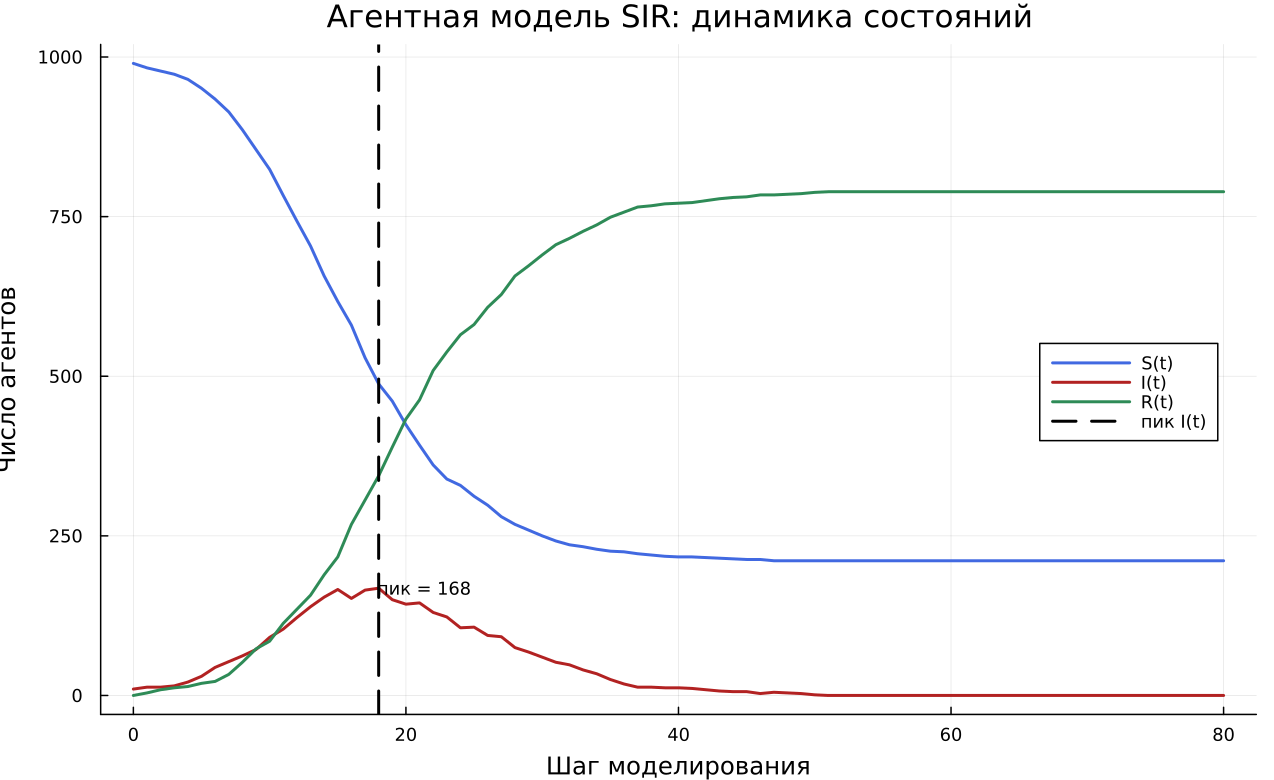 Агентная модель SIR: динамика состояний
Число агентов
1000
750
500
250
0
пик = 168
S(t)
I(t)
R(t)
пик I(t)
0
20
40
60
80
Шаг моделирования